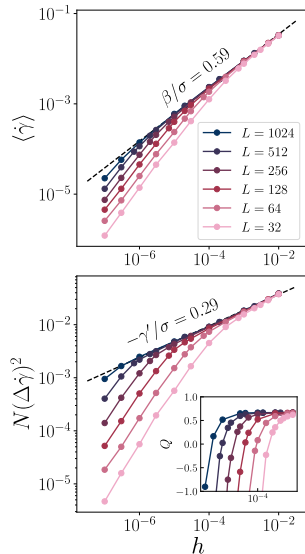 10⁻¹
10⁻³
10⁻⁵
⟨γ̇⟩
β/σ = 0.59
L = 1024
L = 512
L = 256
L = 128
L = 64
L = 32
10⁻⁶ 10⁻⁴ 10⁻²
10⁻²
10⁻³
10⁻⁴
10⁻⁵
N(Δγ̇)²
−γ′/σ = 0.29
1.0
0.5
0.0
−0.5
−1.0
Q
10⁻⁴
10⁻⁶ 10⁻⁴ 10⁻²
h